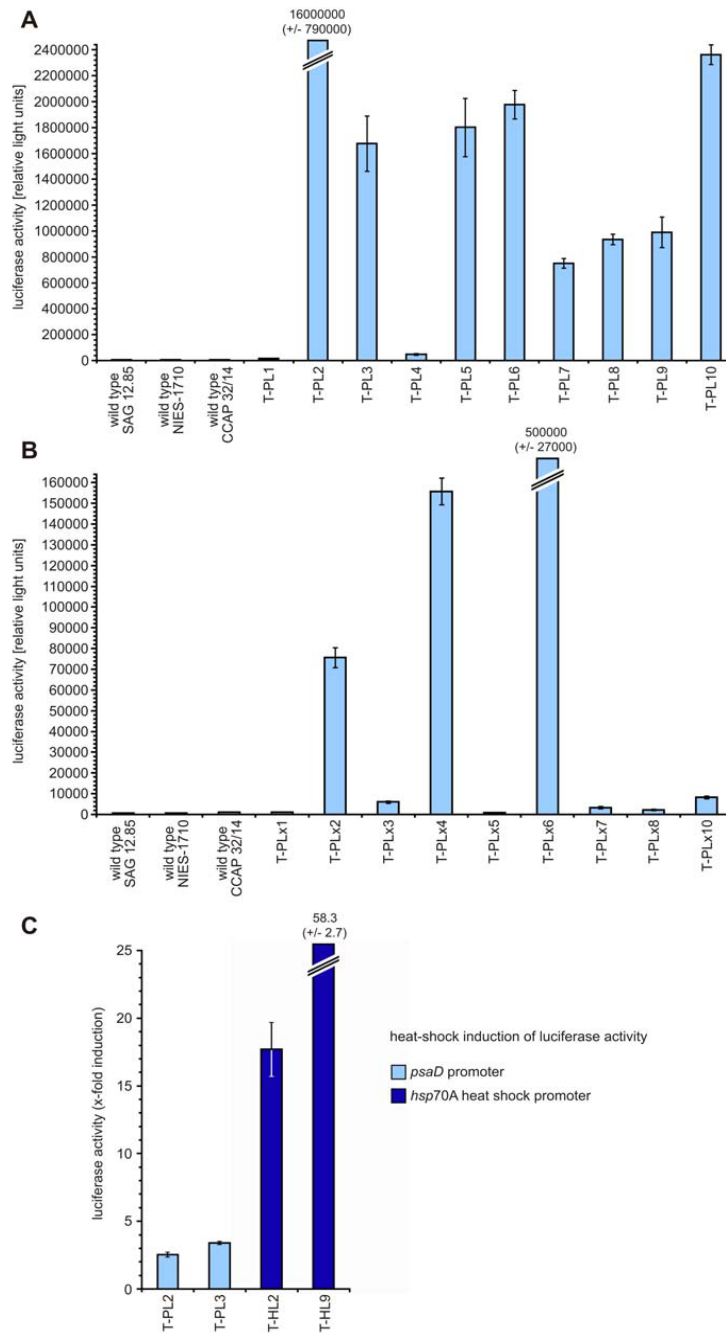 A
16000000
(+/- 790000)
luciferase activity [relative light units]
2400000
2200000
2000000
1800000
1600000
1400000
1200000
1000000
800000
600000
400000
200000
0
wild type
SAG 12.85
wild type
NIES-1710
wild type
CCAP 32/14
T-PL1
T-PL2
T-PL3
T-PL4
T-PL5
T-PL6
T-PL7
T-PL8
T-PL9
T-PL10
B
500000
(+/- 27000)
luciferase activity [relative light units]
160000
150000
140000
130000
120000
110000
100000
90000
80000
70000
60000
50000
40000
30000
20000
10000
0
wild type
SAG 12.85
wild type
NIES-1710
wild type
CCAP 32/14
T-PLx1
T-PLx2
T-PLx3
T-PLx4
T-PLx5
T-PLx6
T-PLx7
T-PLx8
T-PLx10
C
58.3
(+/- 2.7)
luciferase activity (x-fold induction)
25
20
15
10
5
0
T-PL2
T-PL3
T-HL2
T-HL9
heat-shock induction of luciferase activity
psaD promoter
hsp70A heat shock promoter